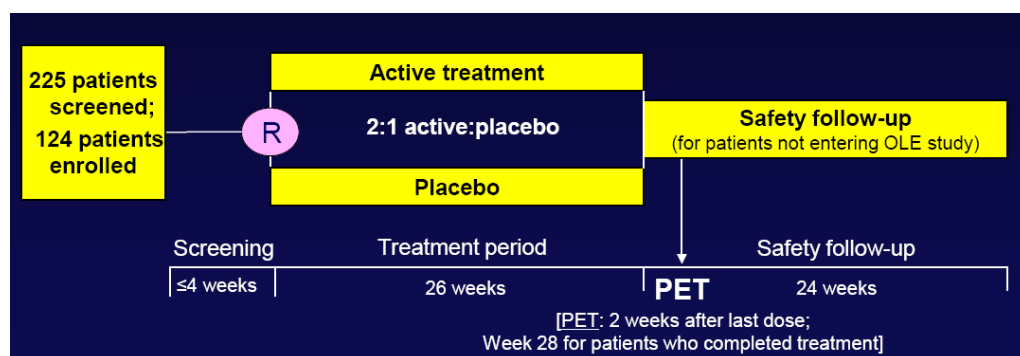 225 patients
screened;
124 patients
enrolled
R
Active treatment
2:1 active:placebo
Placebo
Safety follow-up
(for patients not entering OLE study)
Screening
Treatment period
Safety follow-up
≤4 weeks
26 weeks
PET
24 weeks
[PET: 2 weeks after last dose;
Week 28 for patients who completed treatment]